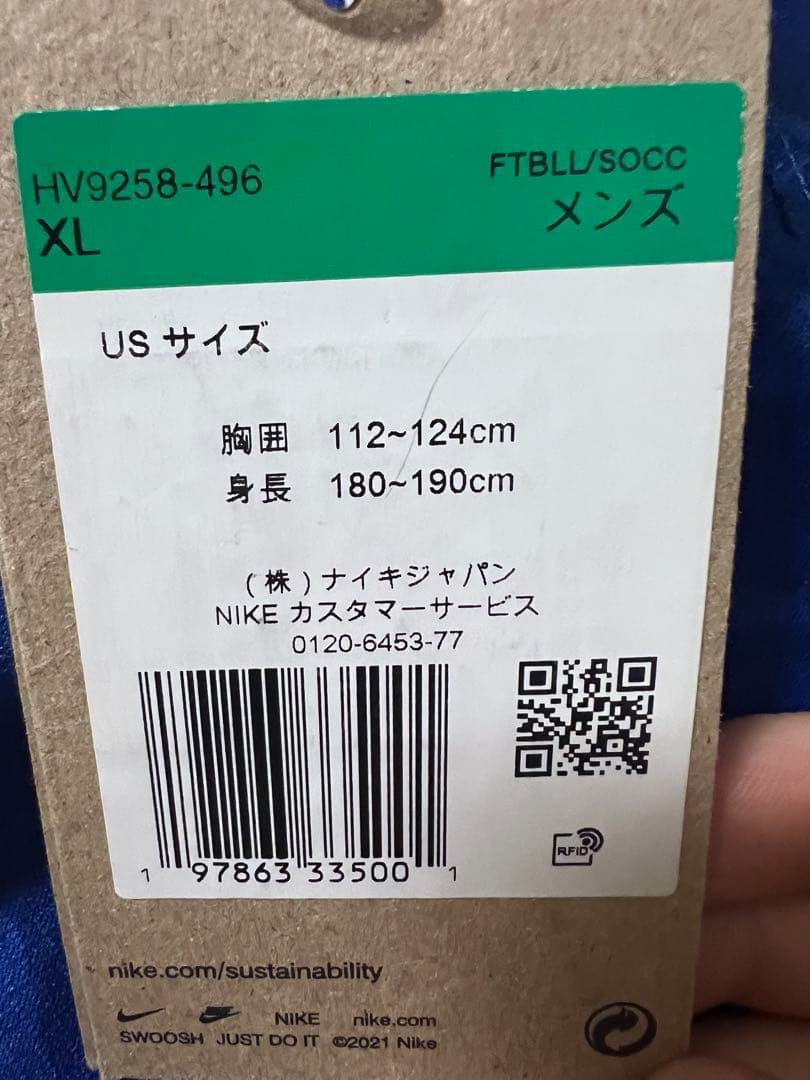 HV9258-496
FTBLL/SOCC
XL
メンズ
US サイズ
胸囲 112~124cm
身長 180~190cm
(株)ナイキジャパン
NIKE カスタマーサービス
0120-6453-77
1 97863 33500 1
RFID
nike.com/sustainability
NIKE nike.com
SWOOSH JUST DO IT ©2021 Nike